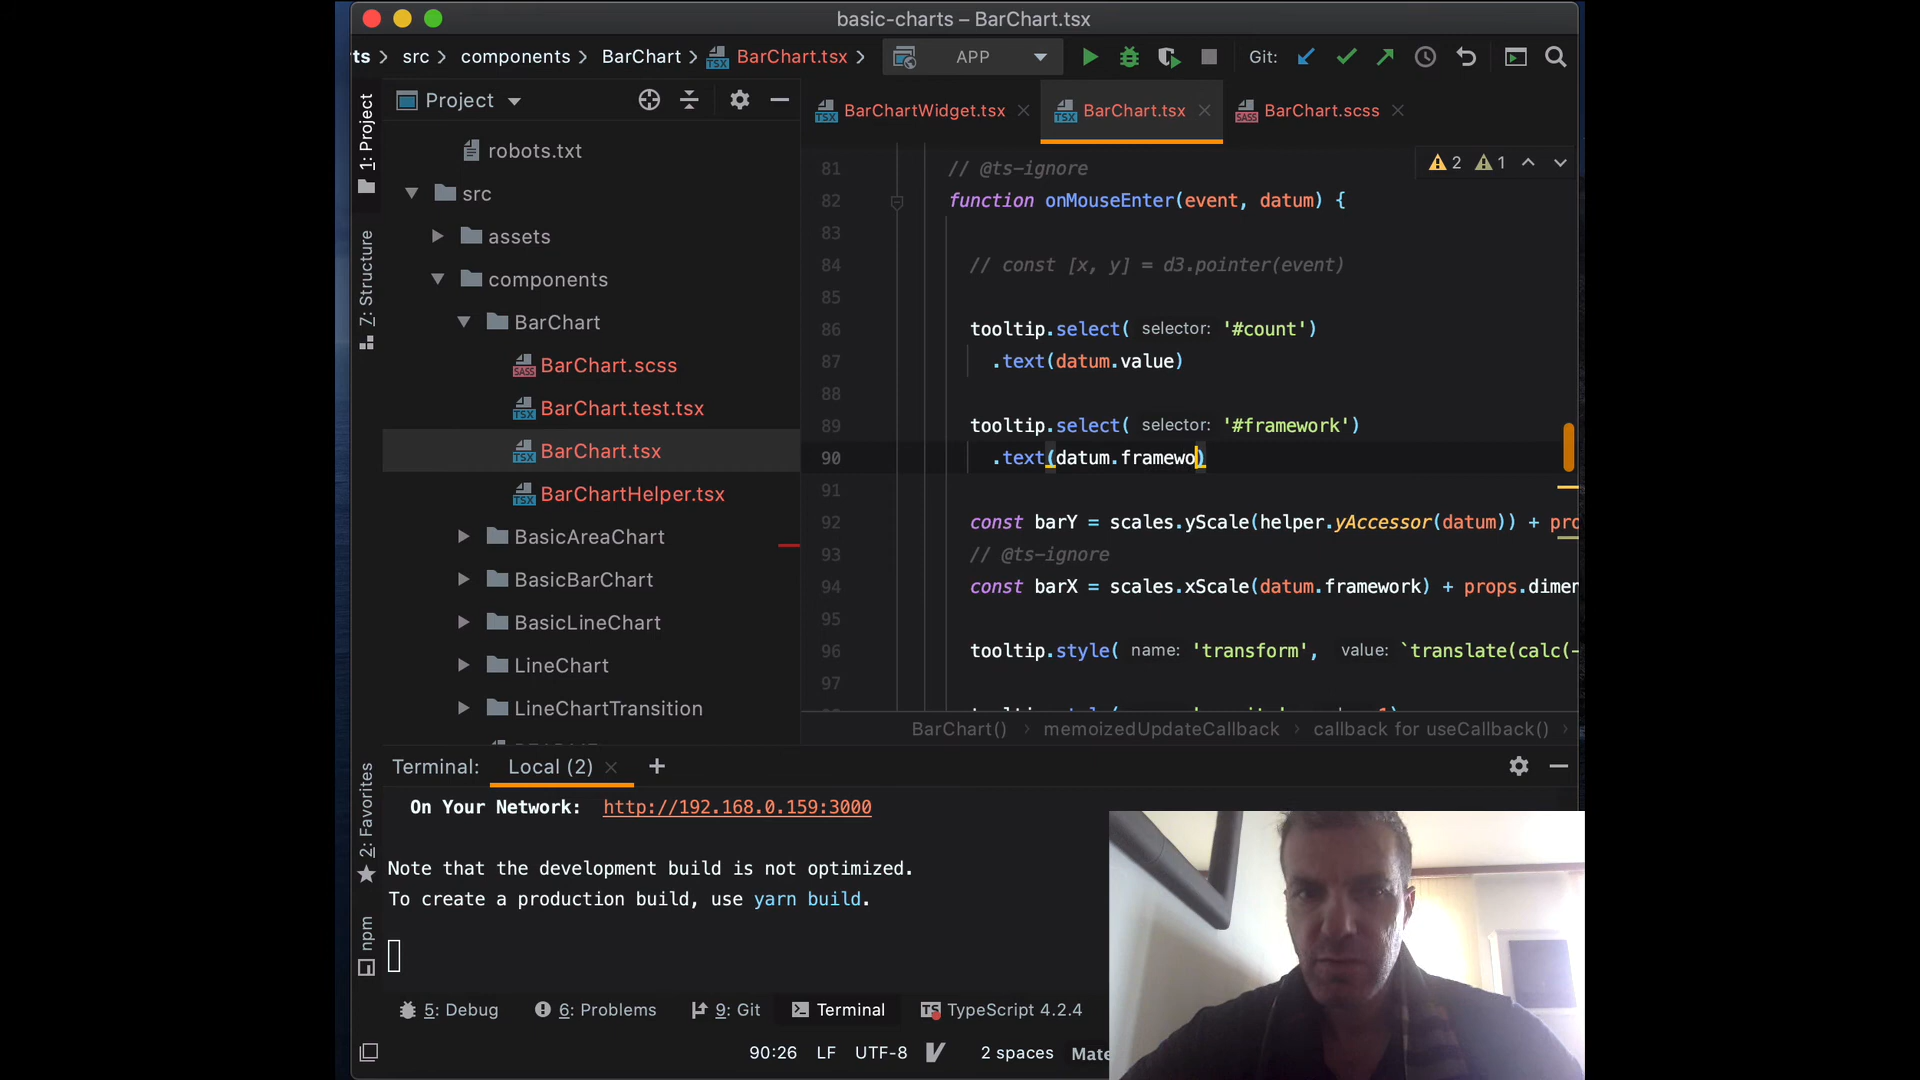 basic-charts – BarChart.tsx
ts
src
components
BarChart
BarChart.tsx
APP
Git:
1: Project
Z: Structure
2: Favorites
npm
Project
robots.txt
src
assets
components
BarChart
BarChart.scss
BarChart.test.tsx
BarChart.tsx
BarChartHelper.tsx
BasicAreaChart
BasicBarChart
BasicLineChart
LineChart
LineChartTransition
BarChartWidget.tsx
BarChart.tsx
BarChart.scss
2
1
81 // @ts-ignore
82 function onMouseEnter(event, datum) {
83
84 // const [x, y] = d3.pointer(event)
85
86 tooltip.select( selector: '#count')
87 .text(datum.value)
88
89 tooltip.select( selector: '#framework')
90 .text(datum.framewo)
91
92 const barY = scales.yScale(helper.yAccessor(datum)) + pro
93 // @ts-ignore
94 const barX = scales.xScale(datum.framework) + props.dimen
95
96 tooltip.style( name: 'transform', value: `translate(calc(-
97
BarChart()
memoizedUpdateCallback
callback for useCallback()
Terminal:
Local (2)
On Your Network: http://192.168.0.159:3000
Note that the development build is not optimized.
To create a production build, use yarn build.
5: Debug
6: Problems
9: Git
Terminal
TS TypeScript 4.2.4
90:26
LF
UTF-8
2 spaces
Mate